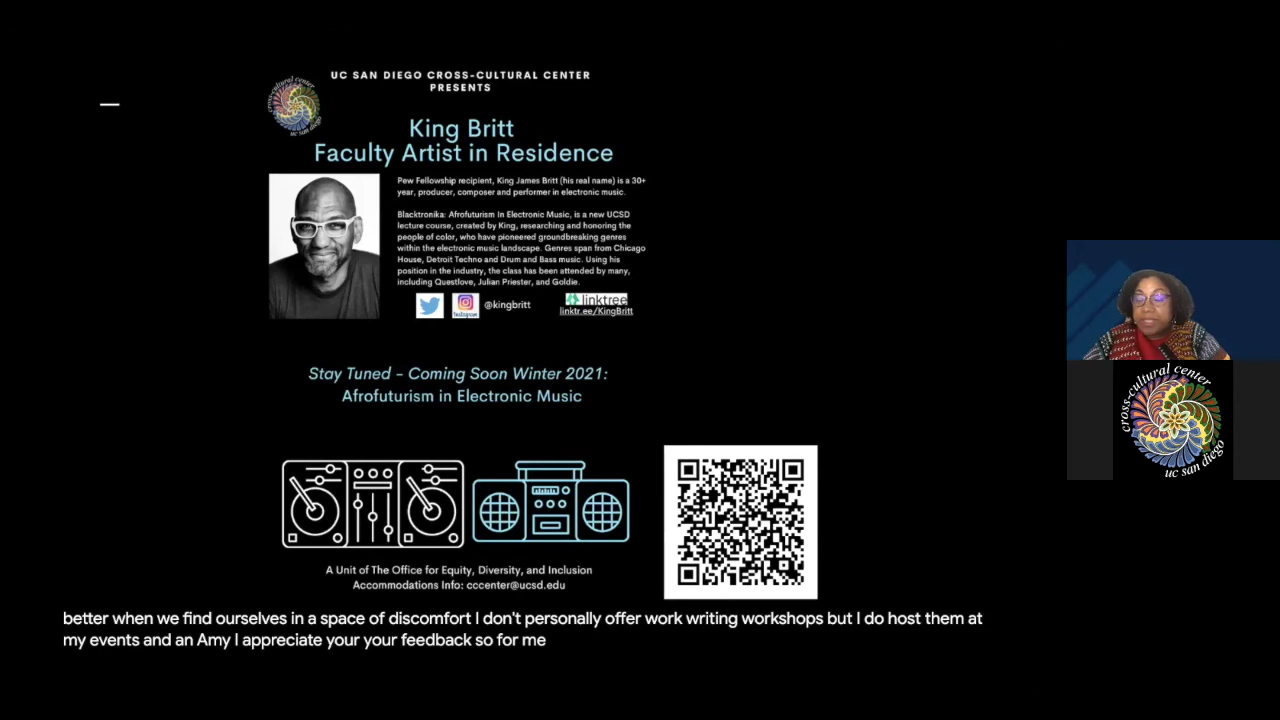 UC SAN DIEGO CROSS-CULTURAL CENTER
PRESENTS
cross-cultural center
uc san diego
King Britt
Faculty Artist in Residence
Pew Fellowship recipient, King James Britt (his real name) is a 30+
year, producer, composer and performer in electronic music.
Blacktronika: Afrofuturism In Electronic Music, is a new UCSD
lecture course, created by King, researching and honoring the
people of color, who have pioneered groundbreaking genres
within the electronic music landscape. Genres span from Chicago
House, Detroit Techno and Drum and Bass music. Using his
position in the industry, the class has been attended by many,
including Questlove, Julian Priester, and Goldie.
Instagram
@kingbritt
linktree
linktr.ee/KingBritt
Stay Tuned - Coming Soon Winter 2021:
Afrofuturism in Electronic Music
A Unit of The Office for Equity, Diversity, and Inclusion
Accommodations Info: cccenter@ucsd.edu
cross-cultural center
uc san diego
better when we find ourselves in a space of discomfort I don't personally offer work writing workshops but I do host them at
my events and an Amy I appreciate your your feedback so for me